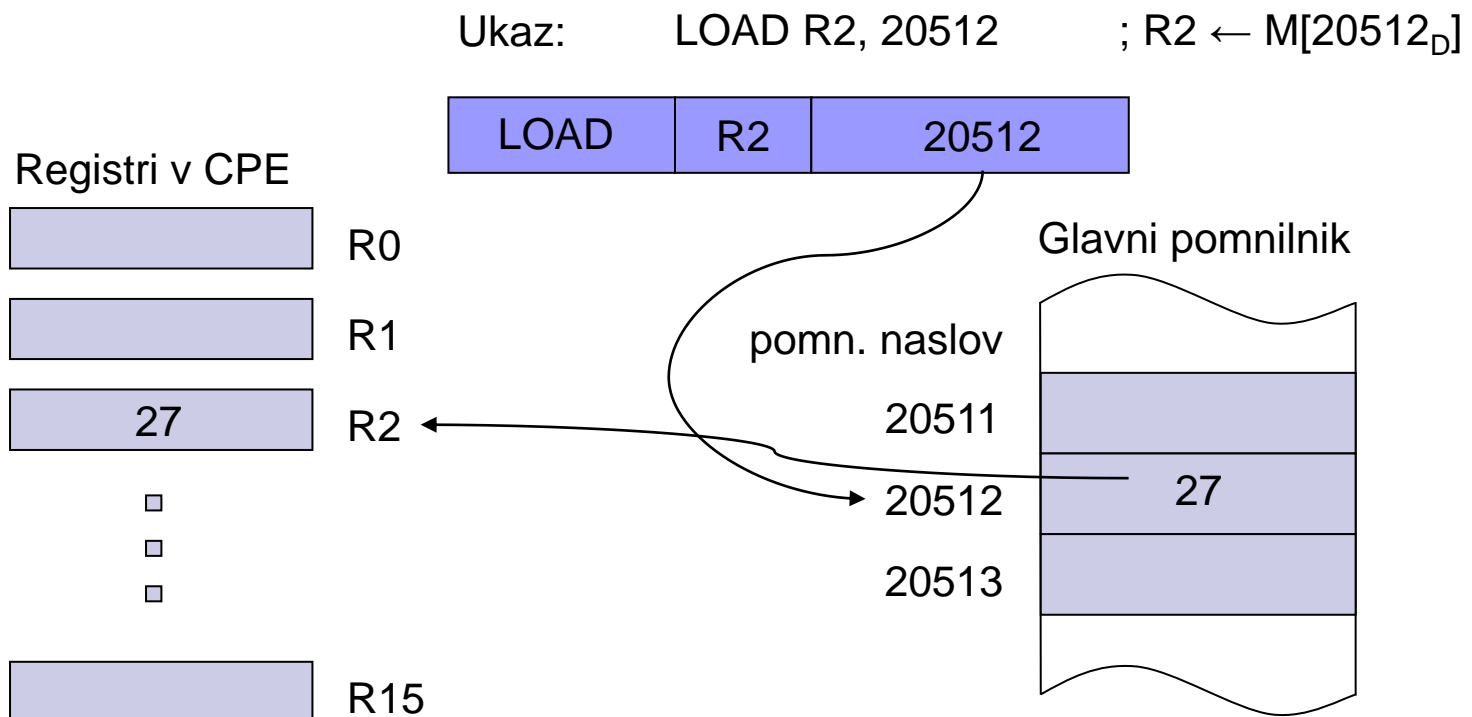 Ukaz: LOAD R2, 20512 ; R2 ← M[20512D]
LOAD R2 20512
Registri v CPE
R0
Glavni pomnilnik
R1
pomn. naslov
20511
27 R2
20512 27
20513
R15